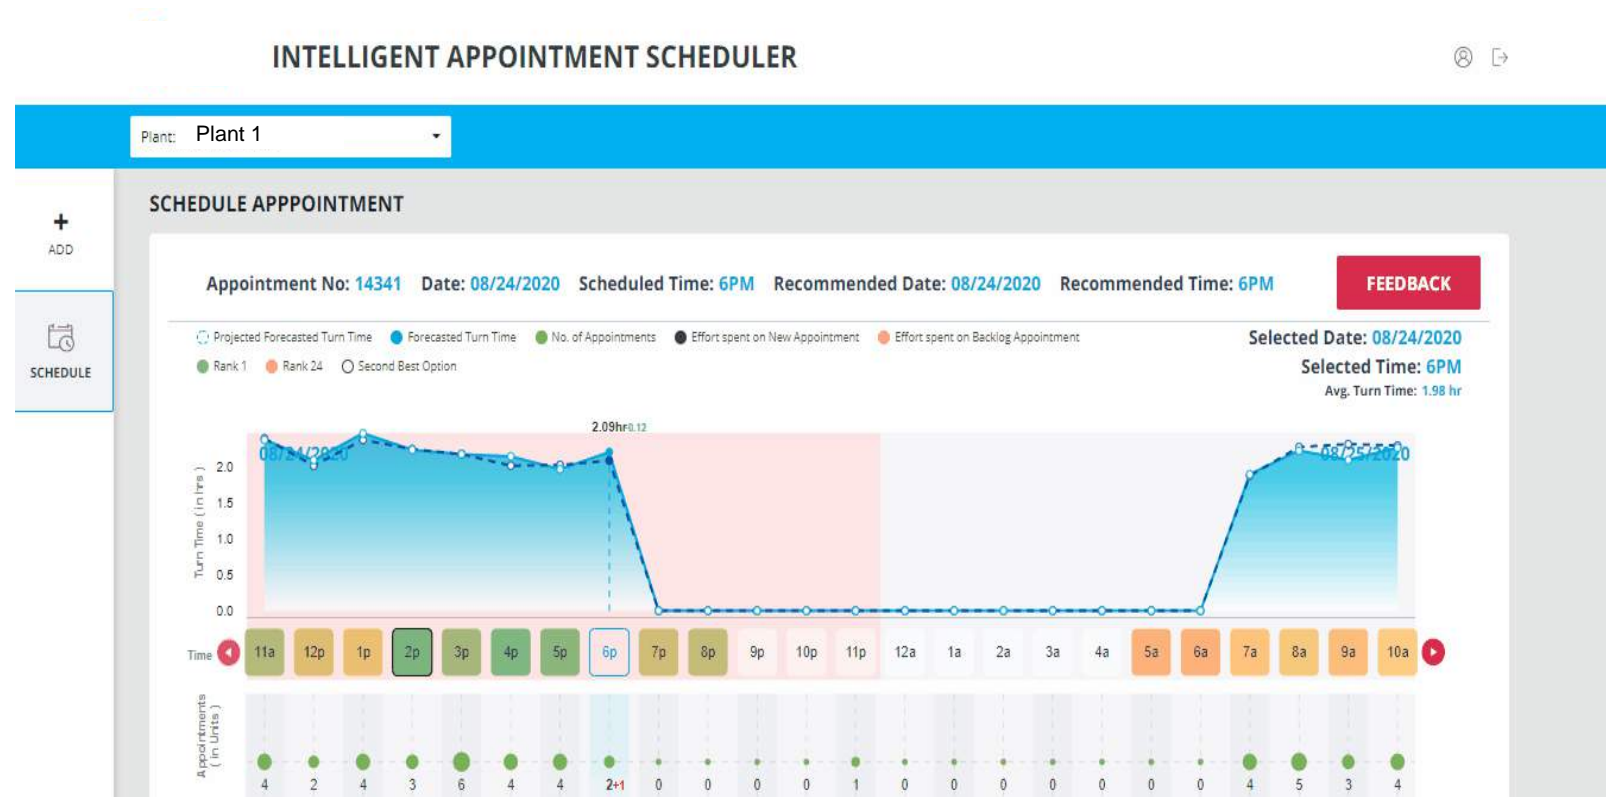 INTELLIGENT APPOINTMENT SCHEDULER
Plant: Plant 1
+
ADD
SCHEDULE
SCHEDULE APPPOINTMENT
Appointment No: 14341 Date: 08/24/2020 Scheduled Time: 6PM Recommended Date: 08/24/2020 Recommended Time: 6PM FEEDBACK
Projected Forecasted Turn Time Forecasted Turn Time No. of Appointments Effort spent on New Appointment Effort spent on Backlog Appointment
Rank 1 Rank 24 Second Best Option
Selected Date: 08/24/2020
Selected Time: 6PM
Avg. Turn Time: 1.98 hr
2.09hr 0.12
08/24/2020 08/25/2020
Turn Time ( in hrs )
2.0
1.5
1.0
0.5
0.0
Time 11a 12p 1p 2p 3p 4p 5p 6p 7p 8p 9p 10p 11p 12a 1a 2a 3a 4a 5a 6a 7a 8a 9a 10a
Appointments
( in Units )
4 2 4 3 6 4 4 2+1 0 0 0 0 1 0 0 0 0 0 0 0 4 5 3 4